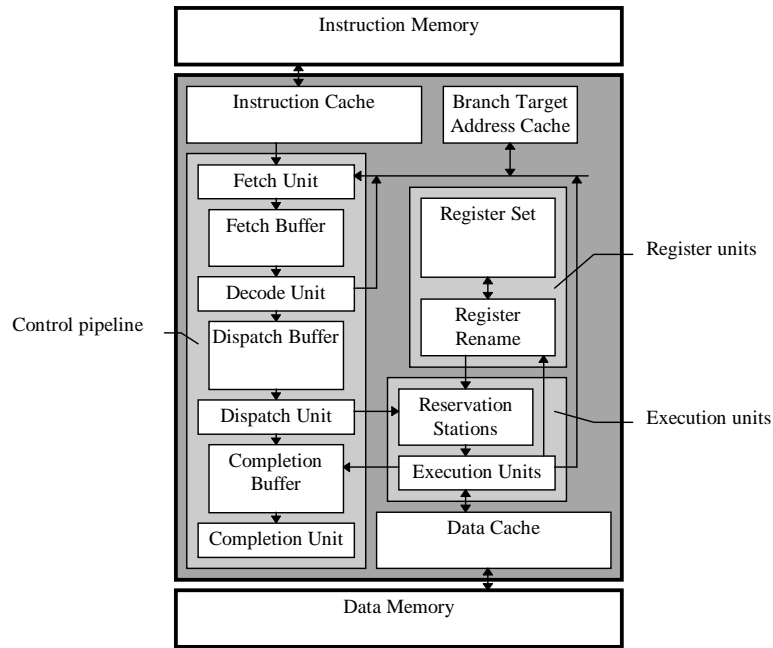 Instruction Memory
Instruction Cache
Branch Target
Address Cache
Fetch Unit
Fetch Buffer
Decode Unit
Dispatch Buffer
Dispatch Unit
Completion
Buffer
Completion Unit
Control pipeline
Register Set
Register
Rename
Register units
Reservation
Stations
Execution Units
Execution units
Data Cache
Data Memory